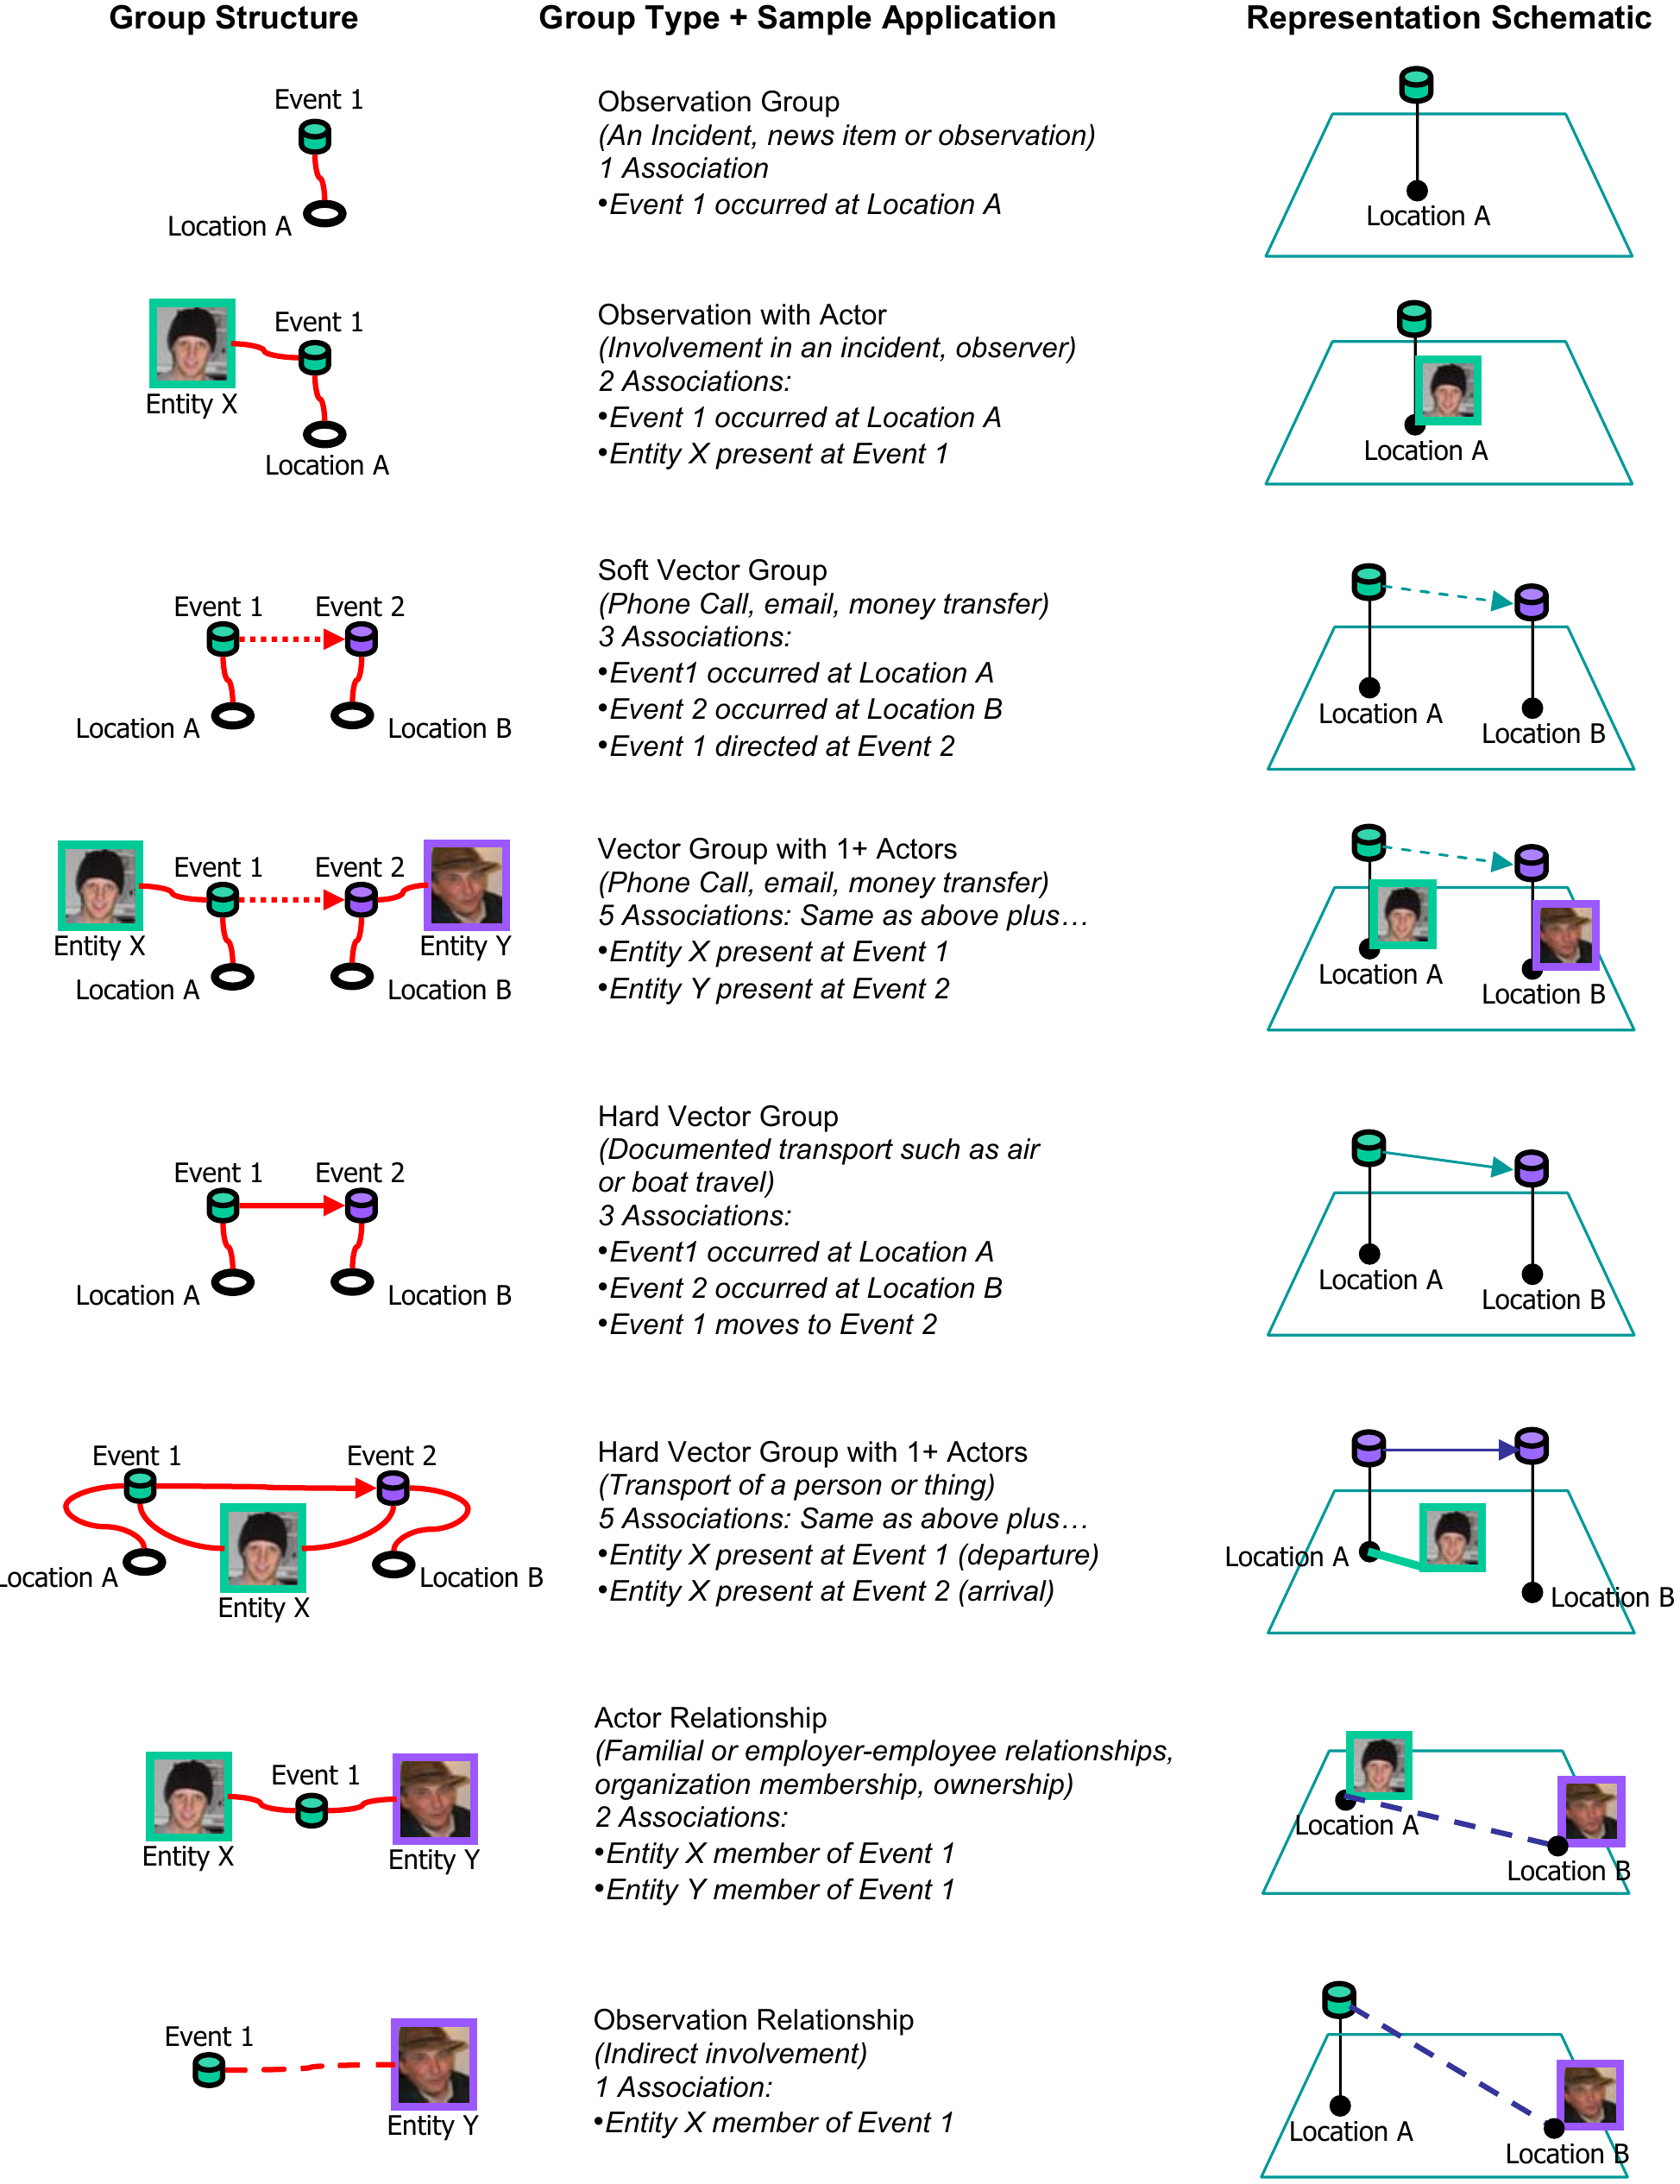 Group Structure
Group Type + Sample Application
Representation Schematic
Event 1
Location A
Observation Group
(An Incident, news item or observation)
1 Association
•Event 1 occurred at Location A
Location A
Event 1
Entity X
Location A
Observation with Actor
(Involvement in an incident, observer)
2 Associations:
•Event 1 occurred at Location A
•Entity X present at Event 1
Location A
Event 1
Event 2
Location A
Location B
Soft Vector Group
(Phone Call, email, money transfer)
3 Associations:
•Event1 occurred at Location A
•Event 2 occurred at Location B
•Event 1 directed at Event 2
Location A
Location B
Event 1
Event 2
Entity X
Entity Y
Location A
Location B
Vector Group with 1+ Actors
(Phone Call, email, money transfer)
5 Associations: Same as above plus…
•Entity X present at Event 1
•Entity Y present at Event 2
Location A
Location B
Event 1
Event 2
Location A
Location B
Hard Vector Group
(Documented transport such as air
or boat travel)
3 Associations:
•Event1 occurred at Location A
•Event 2 occurred at Location B
•Event 1 moves to Event 2
Location A
Location B
Event 1
Event 2
Location A
Location B
Entity X
Hard Vector Group with 1+ Actors
(Transport of a person or thing)
5 Associations: Same as above plus…
•Entity X present at Event 1 (departure)
•Entity X present at Event 2 (arrival)
Location A
Location B
Event 1
Entity X
Entity Y
Actor Relationship
(Familial or employer-employee relationships,
organization membership, ownership)
2 Associations:
•Entity X member of Event 1
•Entity Y member of Event 1
Location A
Location B
Event 1
Entity Y
Observation Relationship
(Indirect involvement)
1 Association:
•Entity X member of Event 1
Location A
Location B